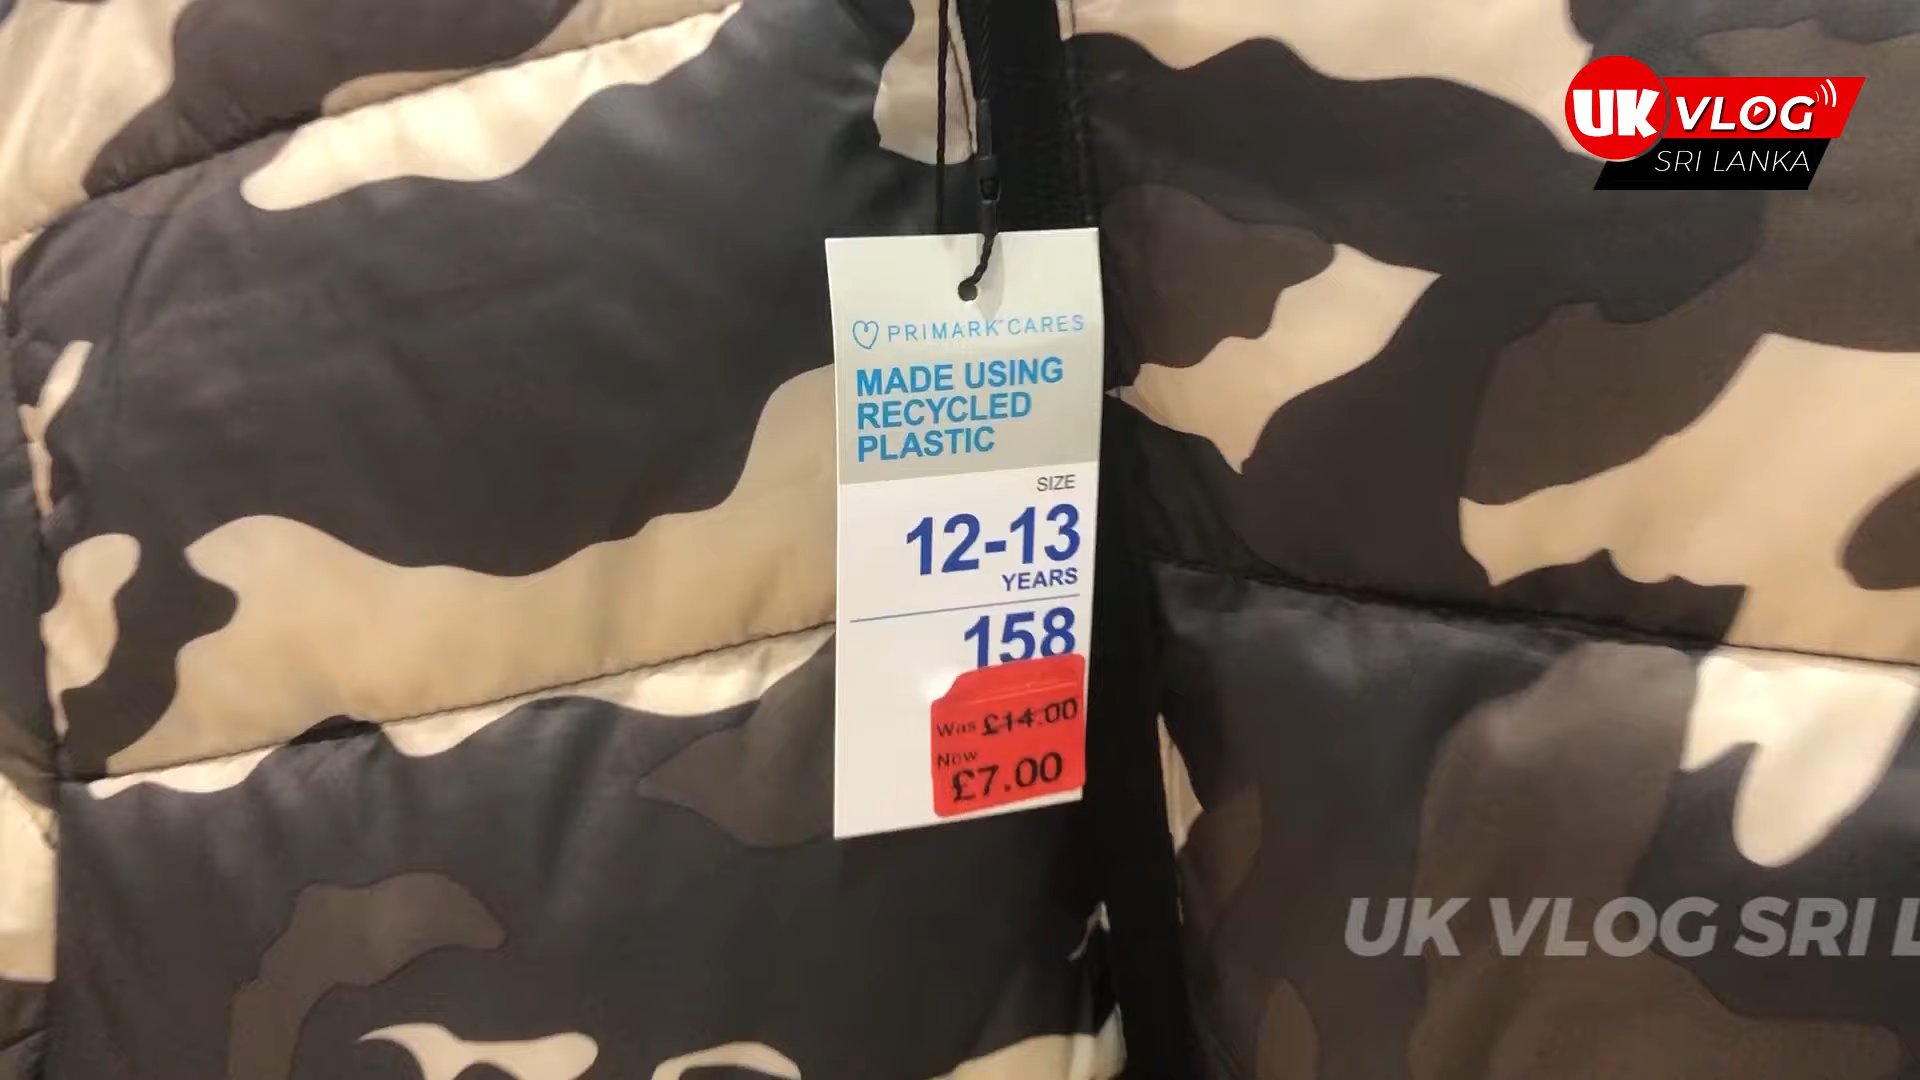 UK VLOG
SRI LANKA
PRIMARK CARES
MADE USING
RECYCLED
PLASTIC
SIZE
12-13
YEARS
158
Was £14.00
Now
£7.00
UK VLOG SRI L